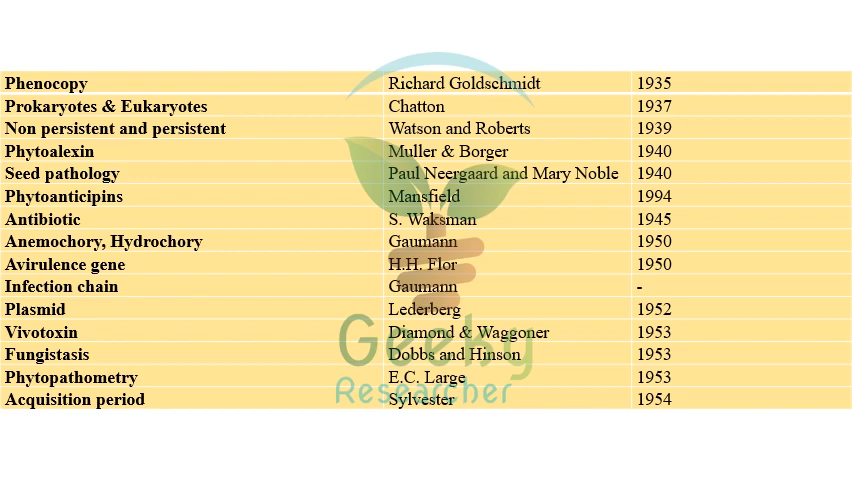 Phenocopy Richard Goldschmidt 1935
Prokaryotes & Eukaryotes Chatton 1937
Non persistent and persistent Watson and Roberts 1939
Phytoalexin Muller & Borger 1940
Seed pathology Paul Neergaard and Mary Noble 1940
Phytoanticipins Mansfield 1994
Antibiotic S. Waksman 1945
Anemochory, Hydrochory Gaumann 1950
Avirulence gene H.H. Flor 1950
Infection chain Gaumann -
Plasmid Lederberg 1952
Vivotoxin Diamond & Waggoner 1953
Fungistasis Dobbs and Hinson 1953
Phytopathometry E.C. Large 1953
Acquisition period Sylvester 1954
Geeky
Researcher